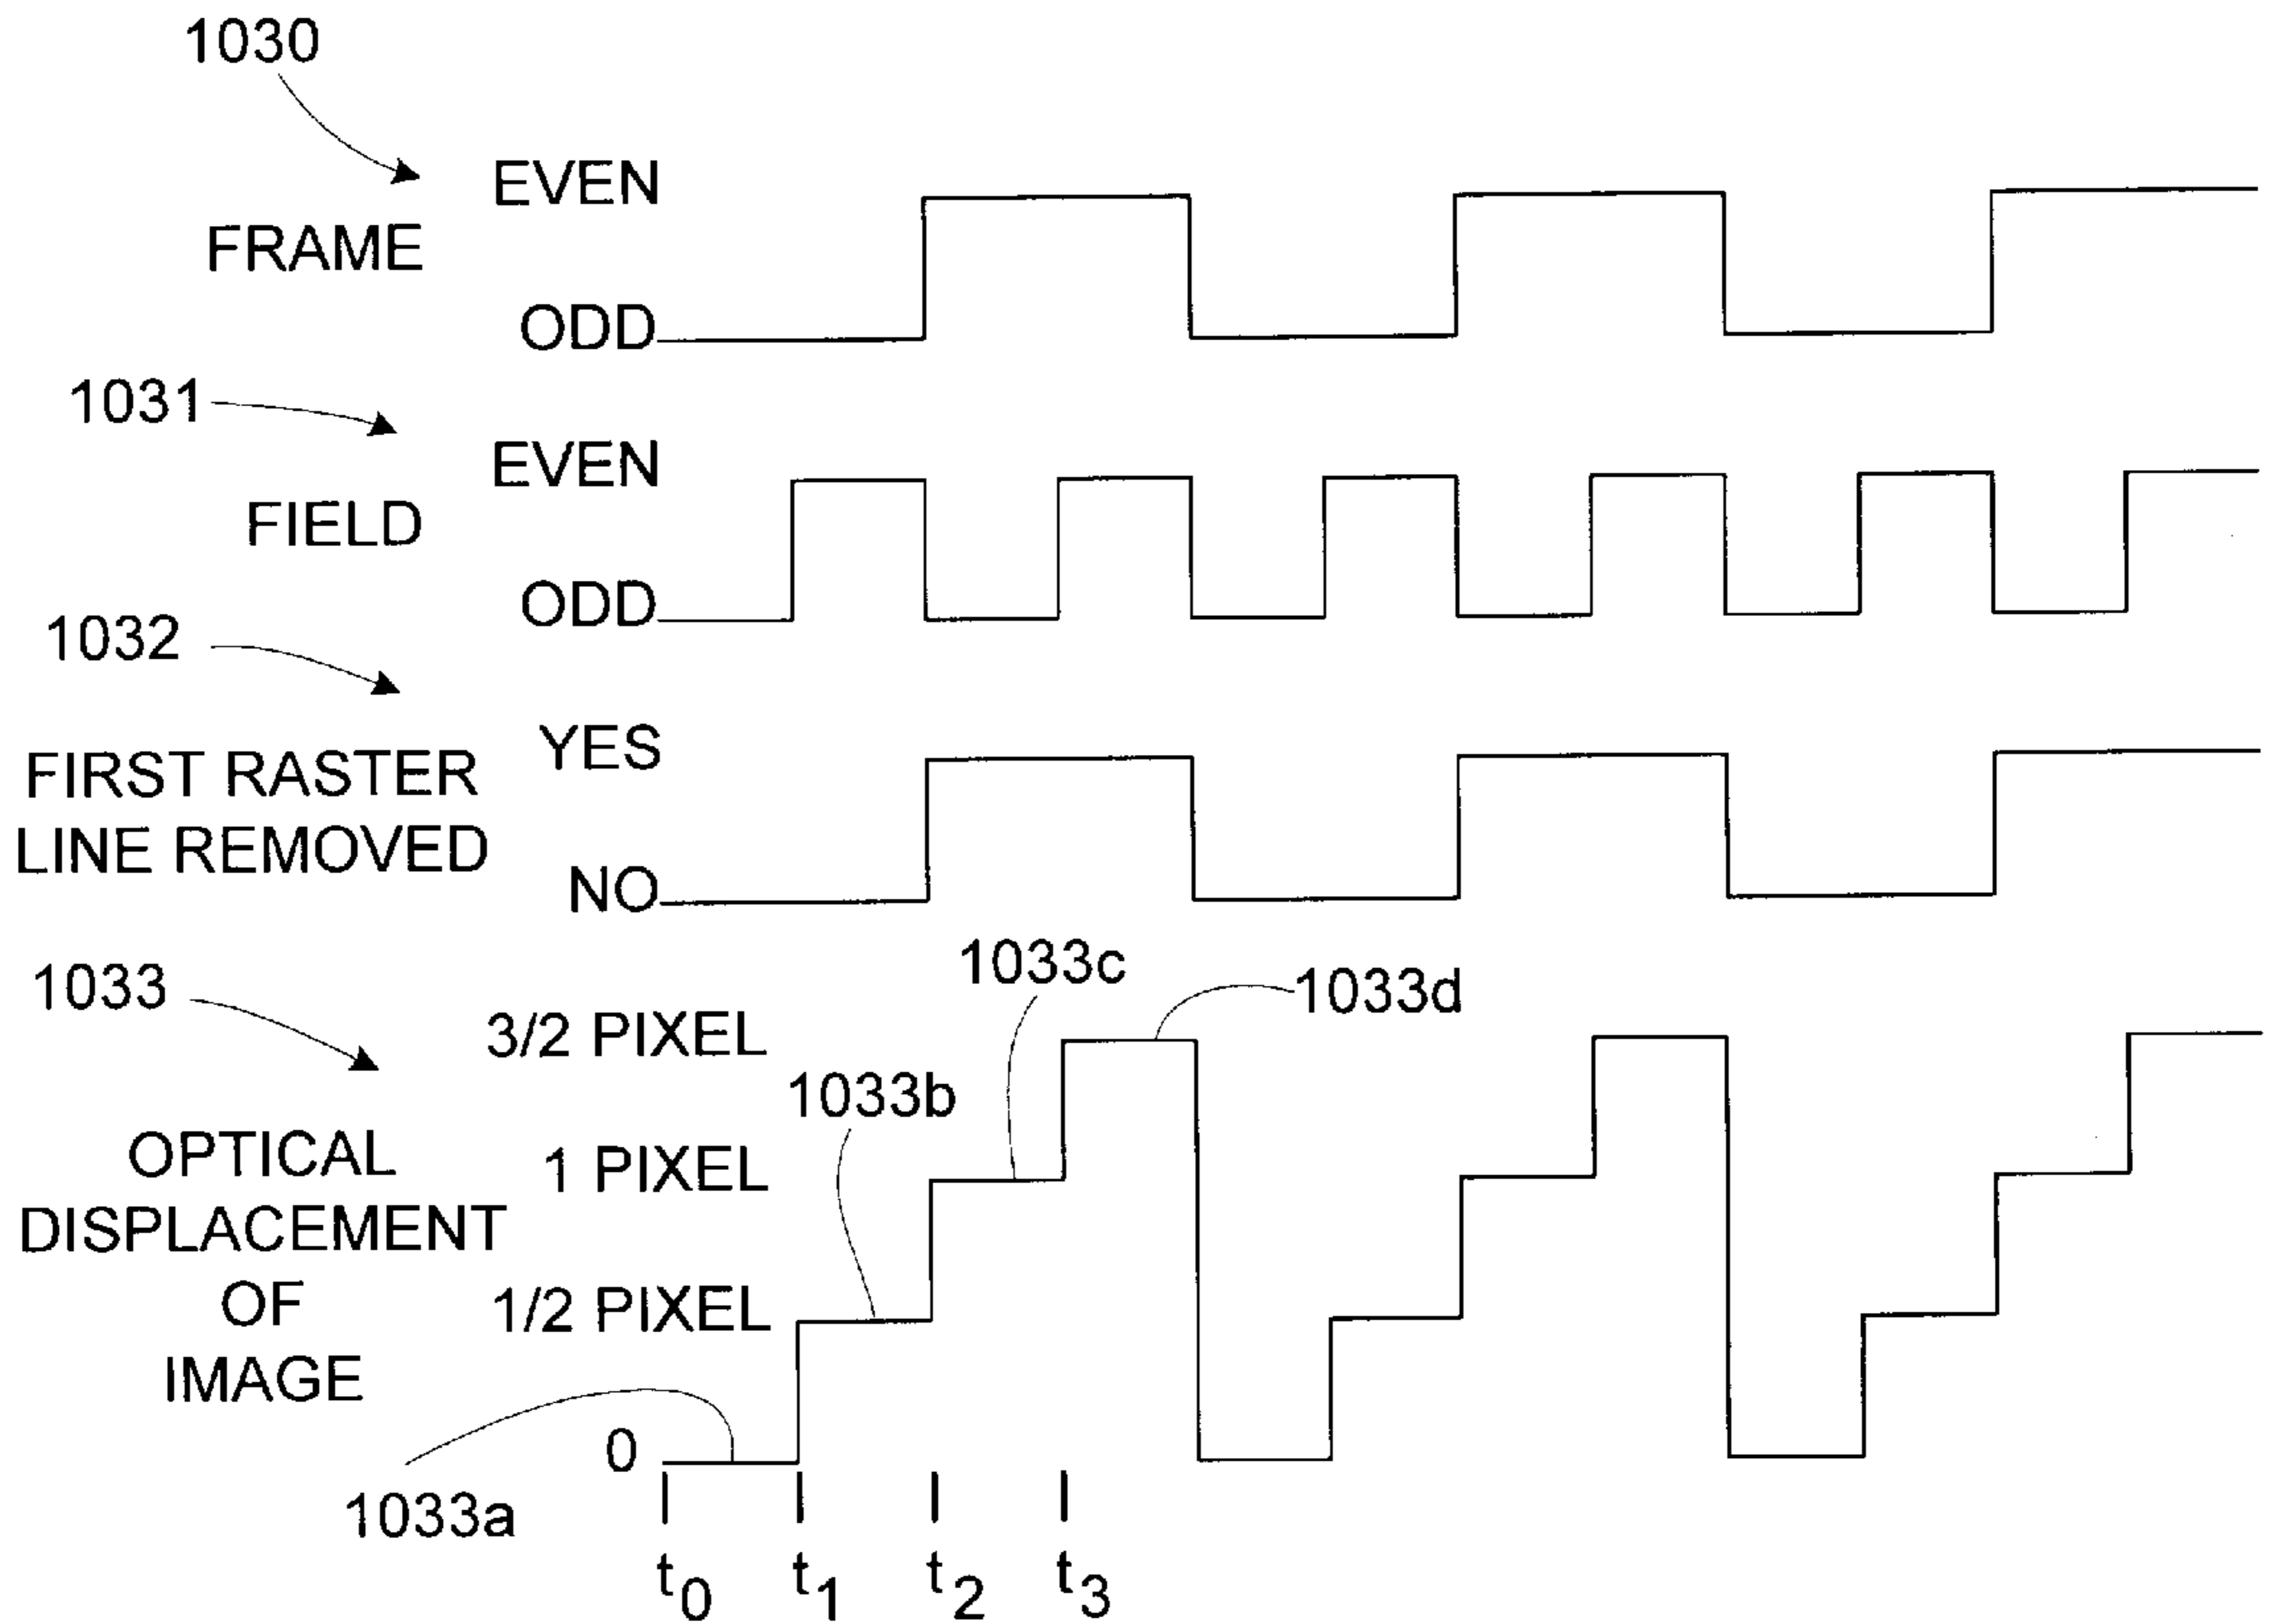 1030
EVEN
FRAME
ODD
1031
EVEN
FIELD
ODD
1032
YES
FIRST RASTER
LINE REMOVED
NO
1033
1033c
1033d
3/2 PIXEL
1033b
OPTICAL
DISPLACEMENT
OF
IMAGE
1 PIXEL
1/2 PIXEL
0
1033a
t0 t1 t2 t3